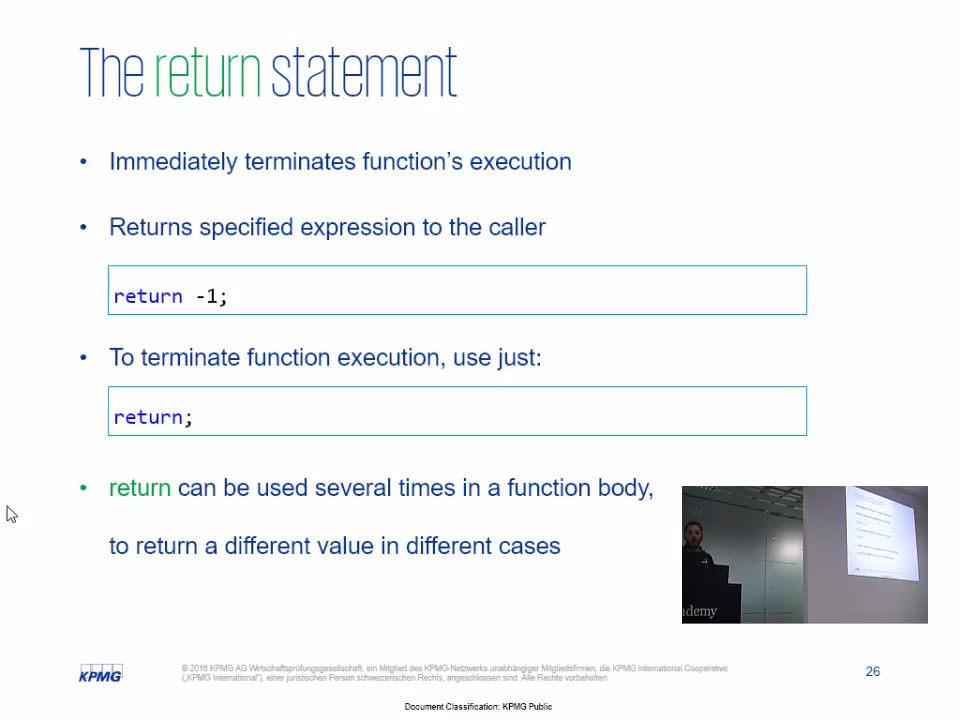 The return statement
• Immediately terminates function's execution
• Returns specified expression to the caller
return -1;
• To terminate function execution, use just:
return;
• return can be used several times in a function body,
to return a different value in different cases
ademy
KPMG
© 2016 KPMG AG Wirtschaftsprüfungsgesellschaft, ein Mitglied des KPMG-Netzwerks unabhängiger Mitgliedsfirmen, die KPMG International Cooperative
(„KPMG International"), einer juristischen Person schweizerischen Rechts, angeschlossen sind. Alle Rechte vorbehalten.
26
Document Classification: KPMG Public